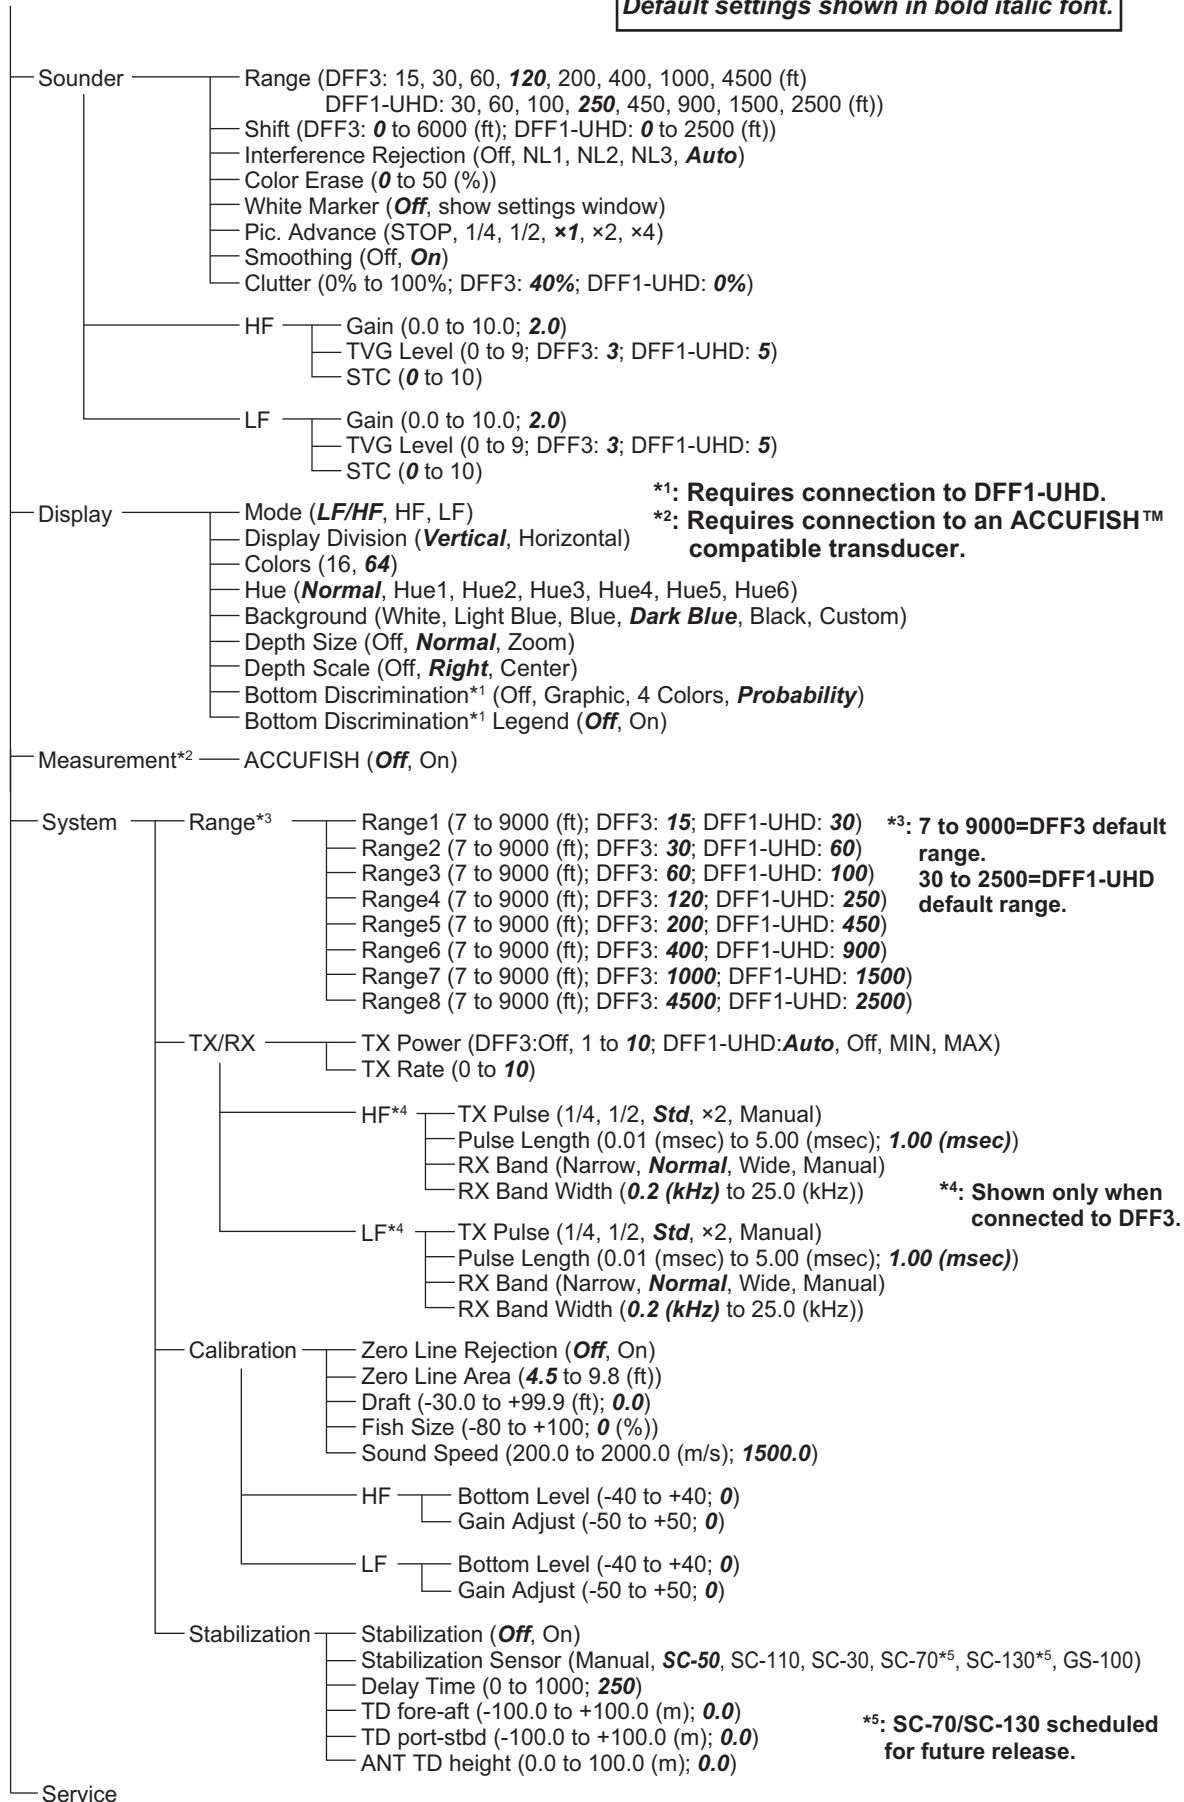 Default settings shown in bold italic font.
Sounder
Range (DFF3: 15, 30, 60, 120, 200, 400, 1000, 4500 (ft)
DFF1-UHD: 30, 60, 100, 250, 450, 900, 1500, 2500 (ft))
Shift (DFF3: 0 to 6000 (ft); DFF1-UHD: 0 to 2500 (ft))
Interference Rejection (Off, NL1, NL2, NL3, Auto)
Color Erase (0 to 50 (%))
White Marker (Off, show settings window)
Pic. Advance (STOP, 1/4, 1/2, ×1, ×2, ×4)
Smoothing (Off, On)
Clutter (0% to 100%; DFF3: 40%; DFF1-UHD: 0%)
HF
Gain (0.0 to 10.0; 2.0)
TVG Level (0 to 9; DFF3: 3; DFF1-UHD: 5)
STC (0 to 10)
LF
Gain (0.0 to 10.0; 2.0)
TVG Level (0 to 9; DFF3: 3; DFF1-UHD: 5)
STC (0 to 10)
*1: Requires connection to DFF1-UHD.
*2: Requires connection to an ACCUFISH™
compatible transducer.
Display
Mode (LF/HF, HF, LF)
Display Division (Vertical, Horizontal)
Colors (16, 64)
Hue (Normal, Hue1, Hue2, Hue3, Hue4, Hue5, Hue6)
Background (White, Light Blue, Blue, Dark Blue, Black, Custom)
Depth Size (Off, Normal, Zoom)
Depth Scale (Off, Right, Center)
Bottom Discrimination*1 (Off, Graphic, 4 Colors, Probability)
Bottom Discrimination*1 Legend (Off, On)
Measurement*2
ACCUFISH (Off, On)
System
Range*3
Range1 (7 to 9000 (ft); DFF3: 15; DFF1-UHD: 30)
Range2 (7 to 9000 (ft); DFF3: 30; DFF1-UHD: 60)
Range3 (7 to 9000 (ft); DFF3: 60; DFF1-UHD: 100)
Range4 (7 to 9000 (ft); DFF3: 120; DFF1-UHD: 250)
Range5 (7 to 9000 (ft); DFF3: 200; DFF1-UHD: 450)
Range6 (7 to 9000 (ft); DFF3: 400; DFF1-UHD: 900)
Range7 (7 to 9000 (ft); DFF3: 1000; DFF1-UHD: 1500)
Range8 (7 to 9000 (ft); DFF3: 4500; DFF1-UHD: 2500)
*3: 7 to 9000=DFF3 default
range.
30 to 2500=DFF1-UHD
default range.
TX/RX
TX Power (DFF3:Off, 1 to 10; DFF1-UHD:Auto, Off, MIN, MAX)
TX Rate (0 to 10)
HF*4
TX Pulse (1/4, 1/2, Std, ×2, Manual)
Pulse Length (0.01 (msec) to 5.00 (msec); 1.00 (msec))
RX Band (Narrow, Normal, Wide, Manual)
RX Band Width (0.2 (kHz) to 25.0 (kHz))
*4: Shown only when
connected to DFF3.
LF*4
TX Pulse (1/4, 1/2, Std, ×2, Manual)
Pulse Length (0.01 (msec) to 5.00 (msec); 1.00 (msec))
RX Band (Narrow, Normal, Wide, Manual)
RX Band Width (0.2 (kHz) to 25.0 (kHz))
Calibration
Zero Line Rejection (Off, On)
Zero Line Area (4.5 to 9.8 (ft))
Draft (-30.0 to +99.9 (ft); 0.0)
Fish Size (-80 to +100; 0 (%))
Sound Speed (200.0 to 2000.0 (m/s); 1500.0)
HF
Bottom Level (-40 to +40; 0)
Gain Adjust (-50 to +50; 0)
LF
Bottom Level (-40 to +40; 0)
Gain Adjust (-50 to +50; 0)
Stabilization
Stabilization (Off, On)
Stabilization Sensor (Manual, SC-50, SC-110, SC-30, SC-70*5, SC-130*5, GS-100)
Delay Time (0 to 1000; 250)
TD fore-aft (-100.0 to +100.0 (m); 0.0)
TD port-stbd (-100.0 to +100.0 (m); 0.0)
ANT TD height (0.0 to 100.0 (m); 0.0)
*5: SC-70/SC-130 scheduled
for future release.
Service